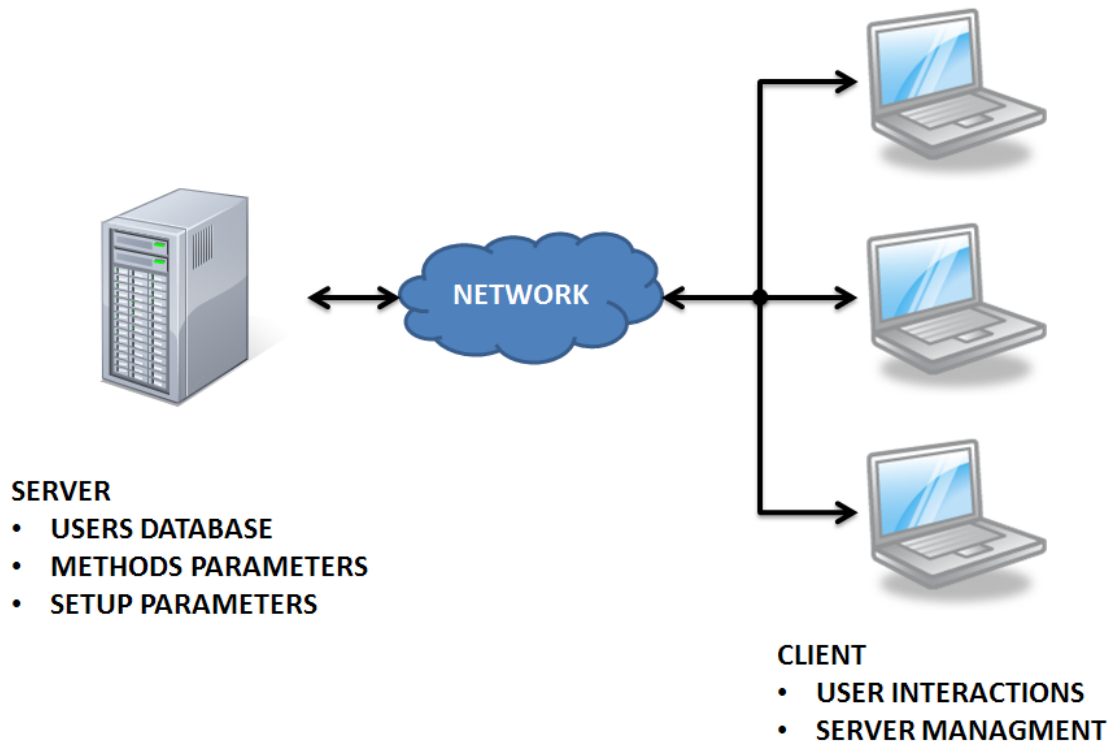 NETWORK
SERVER
• USERS DATABASE
• METHODS PARAMETERS
• SETUP PARAMETERS
CLIENT
• USER INTERACTIONS
• SERVER MANAGMENT